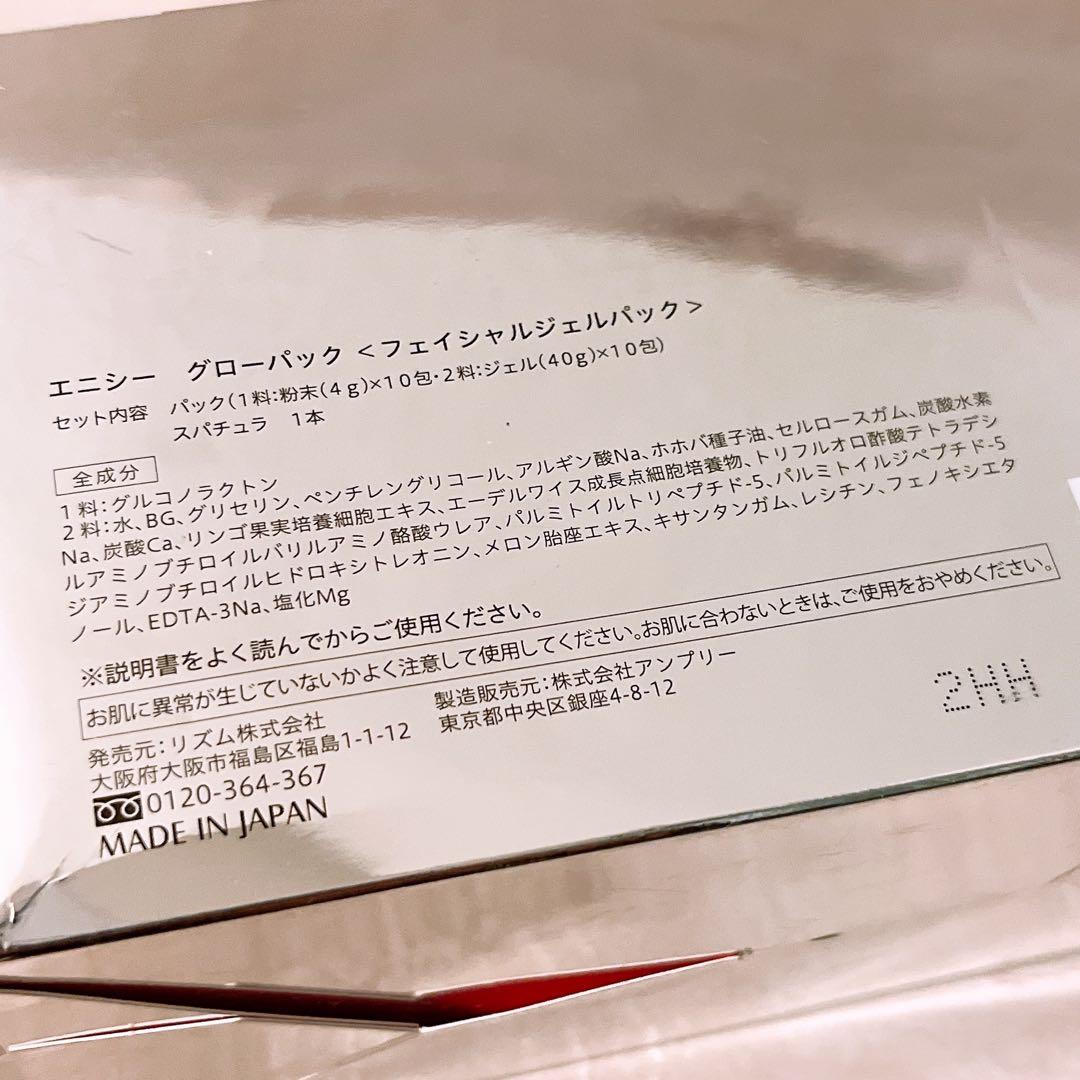 エニシー　グローパック <フェイシャルジェルパック>
セット内容　パック(1料:粉末(4g)×10包・2料:ジェル(40g)×10包)
スパチュラ　1本
全成分
1料:グルコノラクトン
2料:水、BG、グリセリン、ペンチレングリコール、アルギン酸Na、ホホバ種子油、セルロースガム、炭酸水素
Na、炭酸Ca、リンゴ果実培養細胞エキス、エーデルワイス成長点細胞培養物、トリフルオロ酢酸テトラデシ
ルアミノブチロイルバリルアミノ酪酸ウレア、パルミトイルトリペプチド-5、パルミトイルジペプチド-5
ジアミノブチロイルヒドロキシトレオニン、メロン胎座エキス、キサンタンガム、レシチン、フェノキシエタ
ノール、EDTA-3Na、塩化Mg
※説明書をよく読んでからご使用ください。
お肌に異常が生じていないかよく注意して使用してください。お肌に合わないときは、ご使用をおやめください。
発売元:リズム株式会社
大阪府大阪市福島区福島1-1-12
0120-364-367
MADE IN JAPAN
製造販売元:株式会社アンプリー
東京都中央区銀座4-8-12
2HH